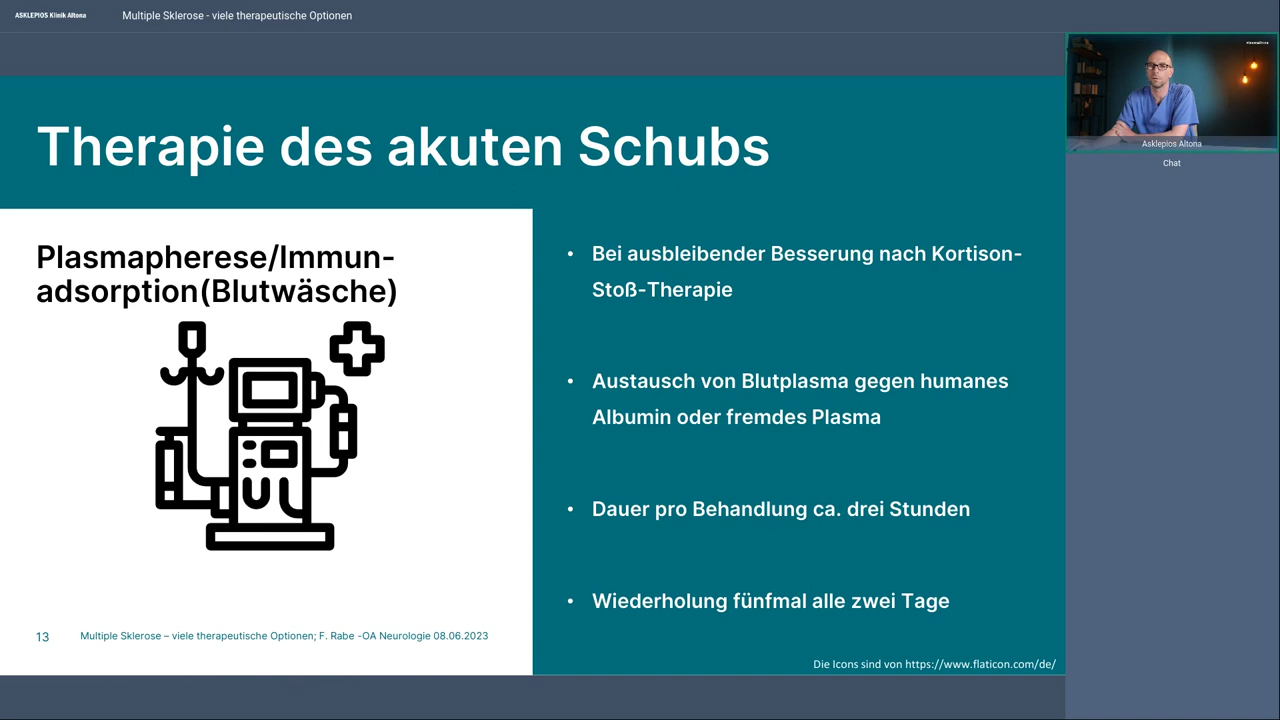 ASKLEPIOS Klinik Altona
Multiple Sklerose - viele therapeutische Optionen
Therapie des akuten Schubs
Plasmapherese/Immun-
adsorption(Blutwäsche)
• Bei ausbleibender Besserung nach Kortison-
Stoß-Therapie
• Austausch von Blutplasma gegen humanes
Albumin oder fremdes Plasma
• Dauer pro Behandlung ca. drei Stunden
• Wiederholung fünfmal alle zwei Tage
13
Multiple Sklerose – viele therapeutische Optionen; F. Rabe -OA Neurologie 08.06.2023
Die Icons sind von https://www.flaticon.com/de/
Asklepios Altona
Chat